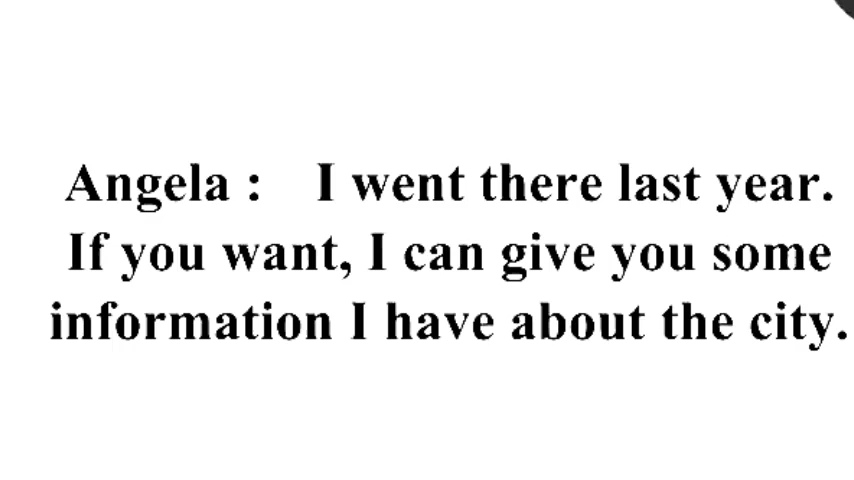 Angela : I went there last year.
If you want, I can give you some
information I have about the city.